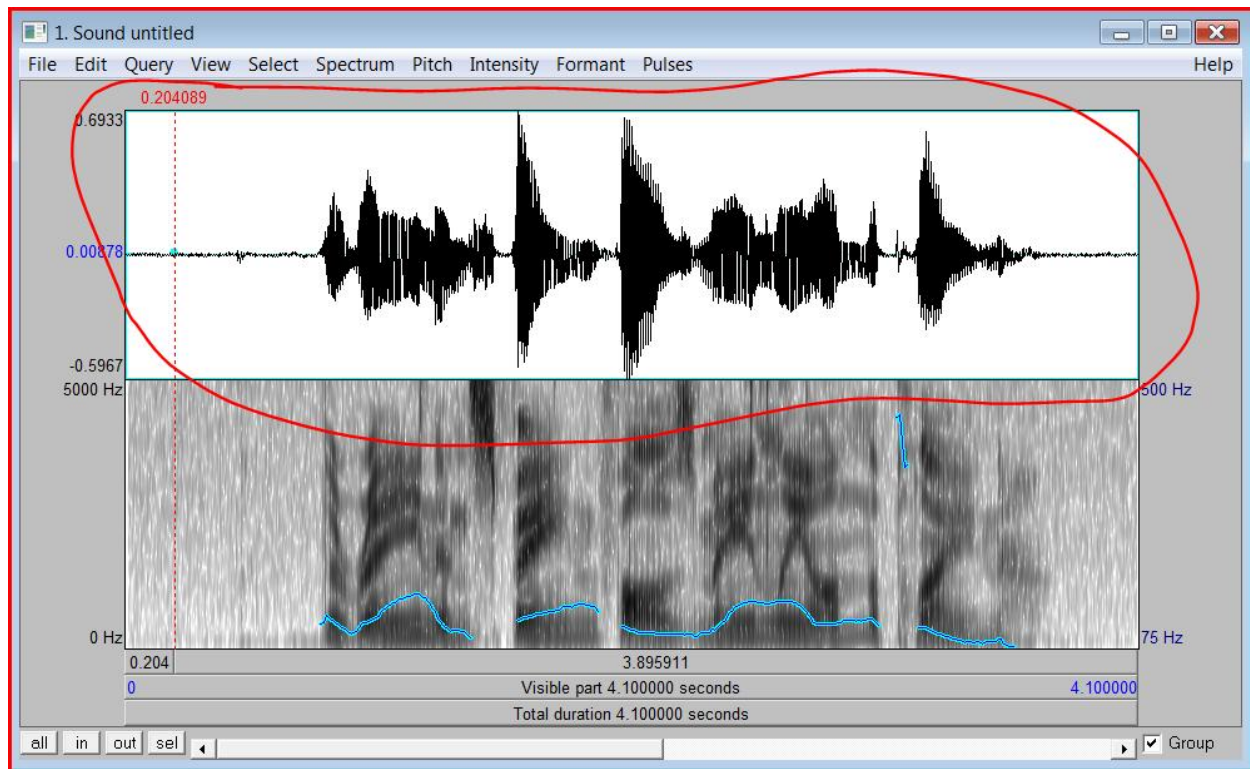 1. Sound untitled
File Edit Query View Select Spectrum Pitch Intensity Formant Pulses Help
0.204089
0.6933
0.00878
-0.5967
5000 Hz
500 Hz
0 Hz
75 Hz
0.204 3.895911
0 Visible part 4.100000 seconds 4.100000
Total duration 4.100000 seconds
all in out sel Group